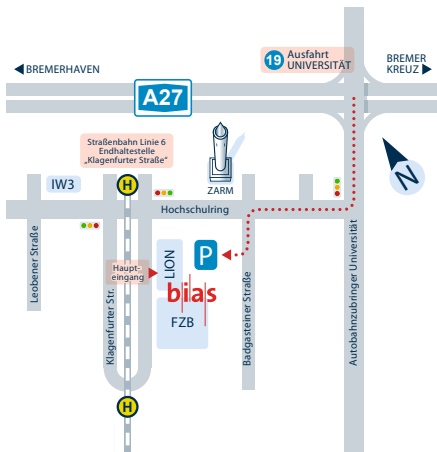 19
Ausfahrt
UNIVERSITÄT
BREMERHAVEN
BREMER
KREUZ
A27
Straßenbahn Linie 6
Endhaltestelle
„Klagenfurter Straße“
N
ZARM
IW3
H
Hochschulring
Leobener Straße
Klagenfurter Str.
Haupt-
eingang
LION
P
bias
FZB
Badgasteiner Straße
Autobahnzubringer Universität
H